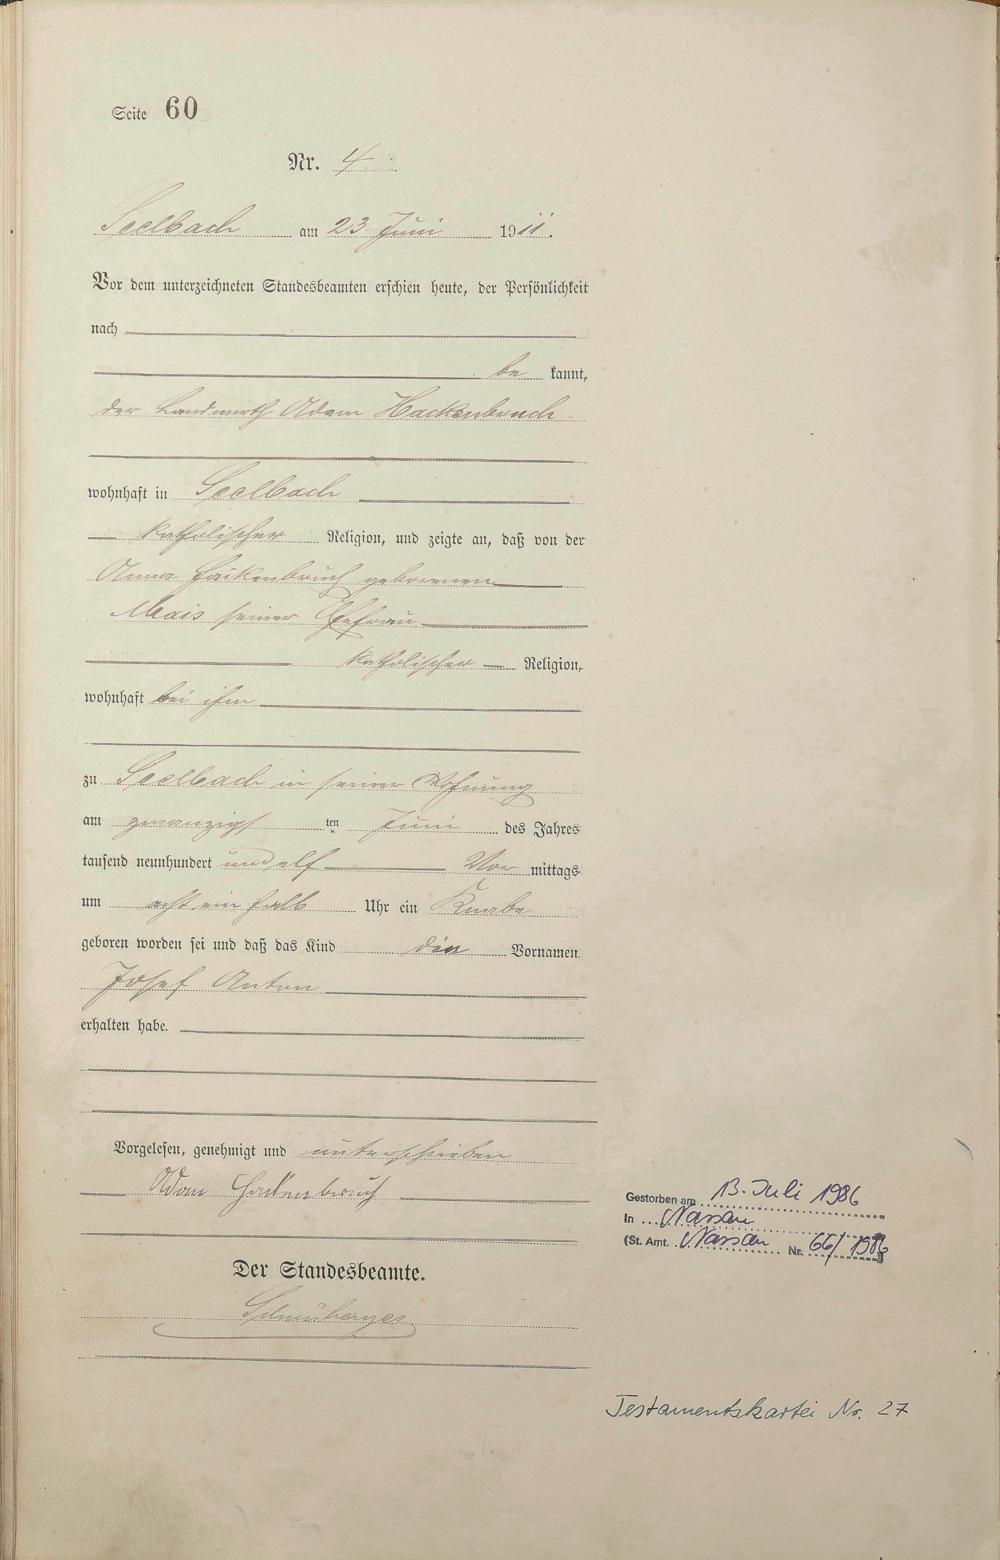 Seite 60
Nr. 4
Seelbach am 23 Juni 1911.
Vor dem unterzeichneten Standesbeamten erschien heute, der Persönlichkeit
nach
be kannt,
der Landwirth Adam Hackenbruch
wohnhaft in Seelbach
katholischer Religion, und zeigte an, daß von der
Anna Hackenbruch geborenen
Mais seiner Ehefrau
katholischer Religion,
wohnhaft bei ihm
zu Seelbach in seiner Wohnung
am zwanzigsten Juni des Jahres
tausend neunhundert und elf Vor mittags
um acht ein halb Uhr ein Knabe
geboren worden sei und daß das Kind die Vornamen
Josef Anton
erhalten habe.
Vorgelesen, genehmigt und unterschrieben
Adam Hackenbruch
Gestorben am 13. Juli 1986
In Nassau
(St. Amt. Nassau Nr. 66/1986)
Der Standesbeamte.
Testamentskartei No. 27